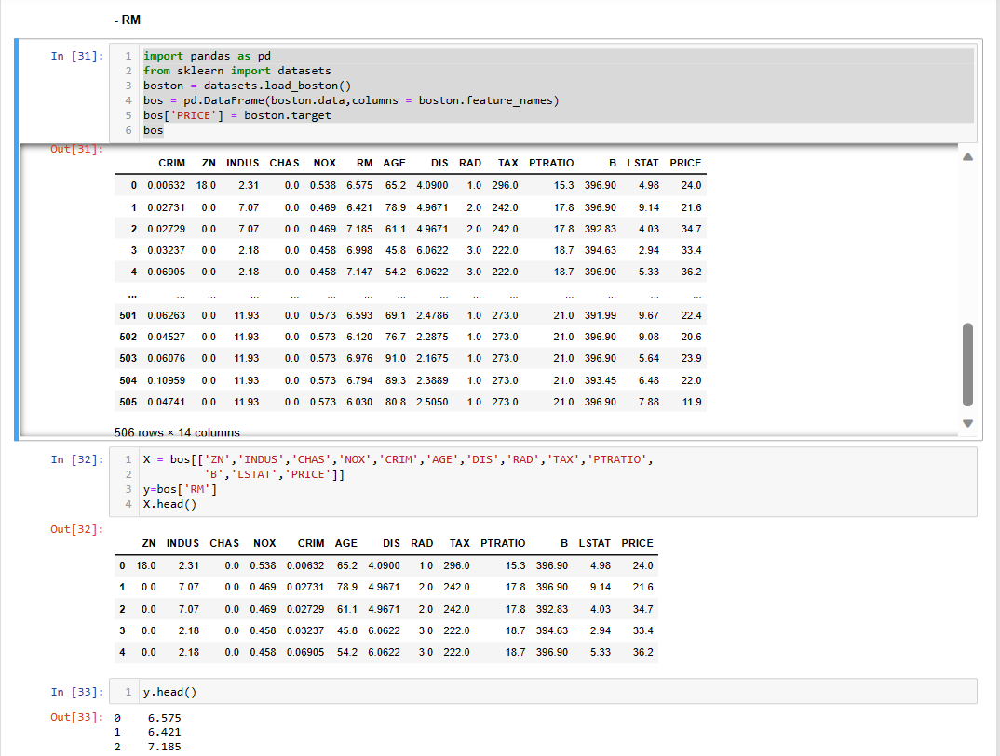 - RM
In [31]:
1 import pandas as pd
2 from sklearn import datasets
3 boston = datasets.load_boston()
4 bos = pd.DataFrame(boston.data,columns = boston.feature_names)
5 bos['PRICE'] = boston.target
6 bos
Out[31]:
CRIM ZN INDUS CHAS NOX RM AGE DIS RAD TAX PTRATIO B LSTAT PRICE
0 0.00632 18.0 2.31 0.0 0.538 6.575 65.2 4.0900 1.0 296.0 15.3 396.90 4.98 24.0
1 0.02731 0.0 7.07 0.0 0.469 6.421 78.9 4.9671 2.0 242.0 17.8 396.90 9.14 21.6
2 0.02729 0.0 7.07 0.0 0.469 7.185 61.1 4.9671 2.0 242.0 17.8 392.83 4.03 34.7
3 0.03237 0.0 2.18 0.0 0.458 6.998 45.8 6.0622 3.0 222.0 18.7 394.63 2.94 33.4
4 0.06905 0.0 2.18 0.0 0.458 7.147 54.2 6.0622 3.0 222.0 18.7 396.90 5.33 36.2
... ... ... ... ... ... ... ... ... ... ... ... ... ... ...
501 0.06263 0.0 11.93 0.0 0.573 6.593 69.1 2.4786 1.0 273.0 21.0 391.99 9.67 22.4
502 0.04527 0.0 11.93 0.0 0.573 6.120 76.7 2.2875 1.0 273.0 21.0 396.90 9.08 20.6
503 0.06076 0.0 11.93 0.0 0.573 6.976 91.0 2.1675 1.0 273.0 21.0 396.90 5.64 23.9
504 0.10959 0.0 11.93 0.0 0.573 6.794 89.3 2.3889 1.0 273.0 21.0 393.45 6.48 22.0
505 0.04741 0.0 11.93 0.0 0.573 6.030 80.8 2.5050 1.0 273.0 21.0 396.90 7.88 11.9
506 rows × 14 columns
In [32]:
1 X = bos[['ZN','INDUS','CHAS','NOX','CRIM','AGE','DIS','RAD','TAX','PTRATIO',
2 'B','LSTAT','PRICE']]
3 y=bos['RM']
4 X.head()
Out[32]:
ZN INDUS CHAS NOX CRIM AGE DIS RAD TAX PTRATIO B LSTAT PRICE
0 18.0 2.31 0.0 0.538 0.00632 65.2 4.0900 1.0 296.0 15.3 396.90 4.98 24.0
1 0.0 7.07 0.0 0.469 0.02731 78.9 4.9671 2.0 242.0 17.8 396.90 9.14 21.6
2 0.0 7.07 0.0 0.469 0.02729 61.1 4.9671 2.0 242.0 17.8 392.83 4.03 34.7
3 0.0 2.18 0.0 0.458 0.03237 45.8 6.0622 3.0 222.0 18.7 394.63 2.94 33.4
4 0.0 2.18 0.0 0.458 0.06905 54.2 6.0622 3.0 222.0 18.7 396.90 5.33 36.2
In [33]:
1 y.head()
Out[33]:
0 6.575
1 6.421
2 7.185